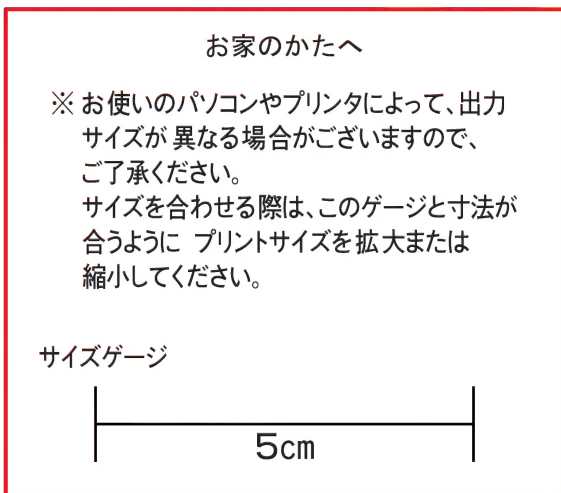 お家のかたへ
※ お使いのパソコンやプリンタによって、出力
サイズが異なる場合がございますので、
ご了承ください。
サイズを合わせる際は、このゲージと寸法が
合うように プリントサイズを拡大または
縮小してください。
サイズゲージ
5cm